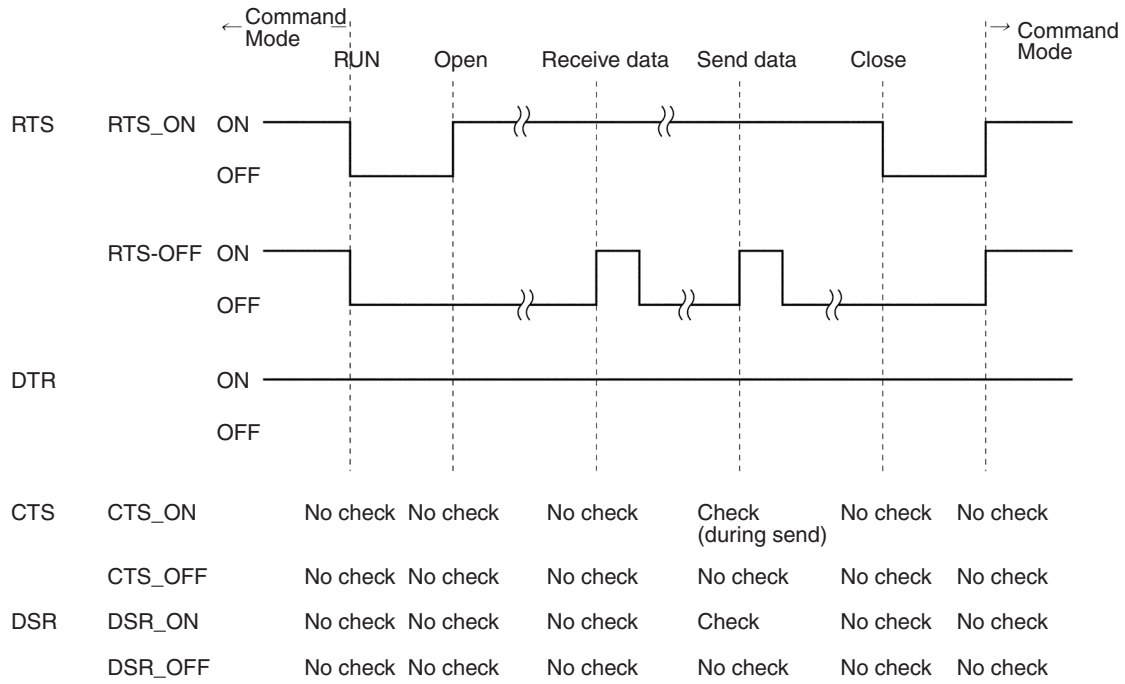 ← Command Mode
→ Command Mode
RUN Open Receive data Send data Close
RTS RTS_ON ON
OFF
RTS-OFF ON
OFF
DTR ON
OFF
CTS CTS_ON No check No check No check Check (during send) No check No check
CTS_OFF No check No check No check No check No check No check
DSR DSR_ON No check No check No check Check No check No check
DSR_OFF No check No check No check No check No check No check